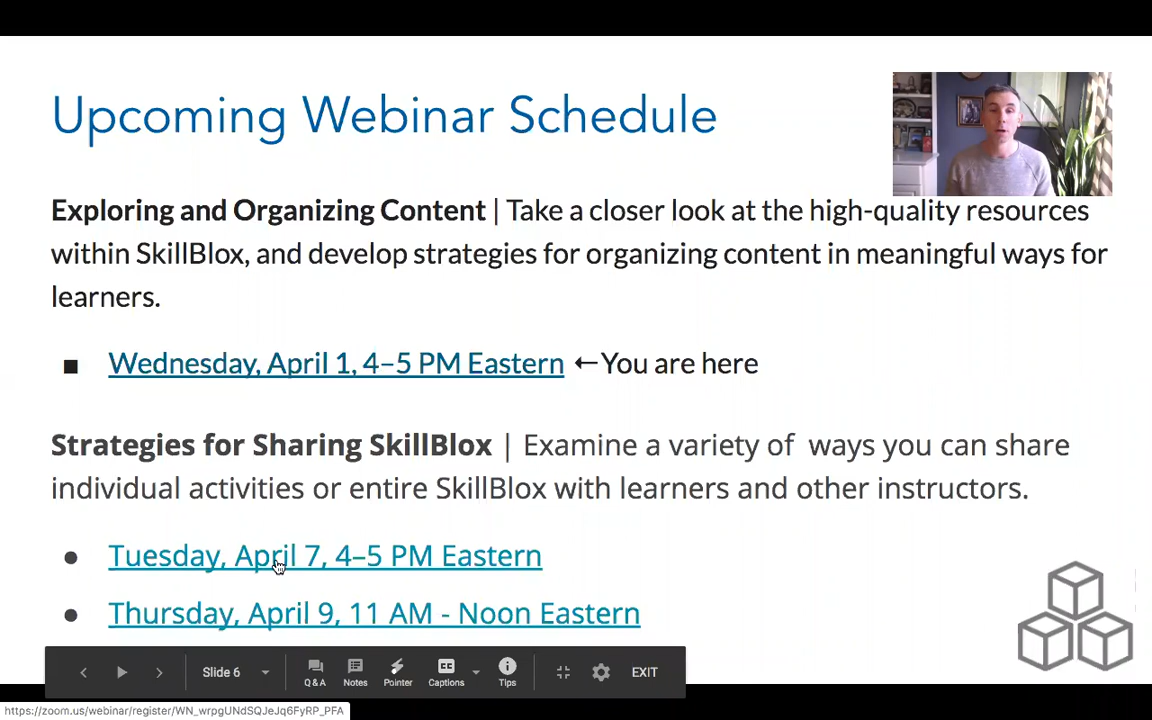 Upcoming Webinar Schedule
Exploring and Organizing Content | Take a closer look at the high-quality resources
within SkillBlox, and develop strategies for organizing content in meaningful ways for
learners.
■ Wednesday, April 1, 4–5 PM Eastern ←You are here
Strategies for Sharing SkillBlox | Examine a variety of ways you can share
individual activities or entire SkillBlox with learners and other instructors.
● Tuesday, April 7, 4–5 PM Eastern
● Thursday, April 9, 11 AM - Noon Eastern
Slide 6 Q & A Notes Pointer Captions Tips EXIT
https://zoom.us/webinar/register/WN_wrpgUNdSQJeJq6FyRP_PFA